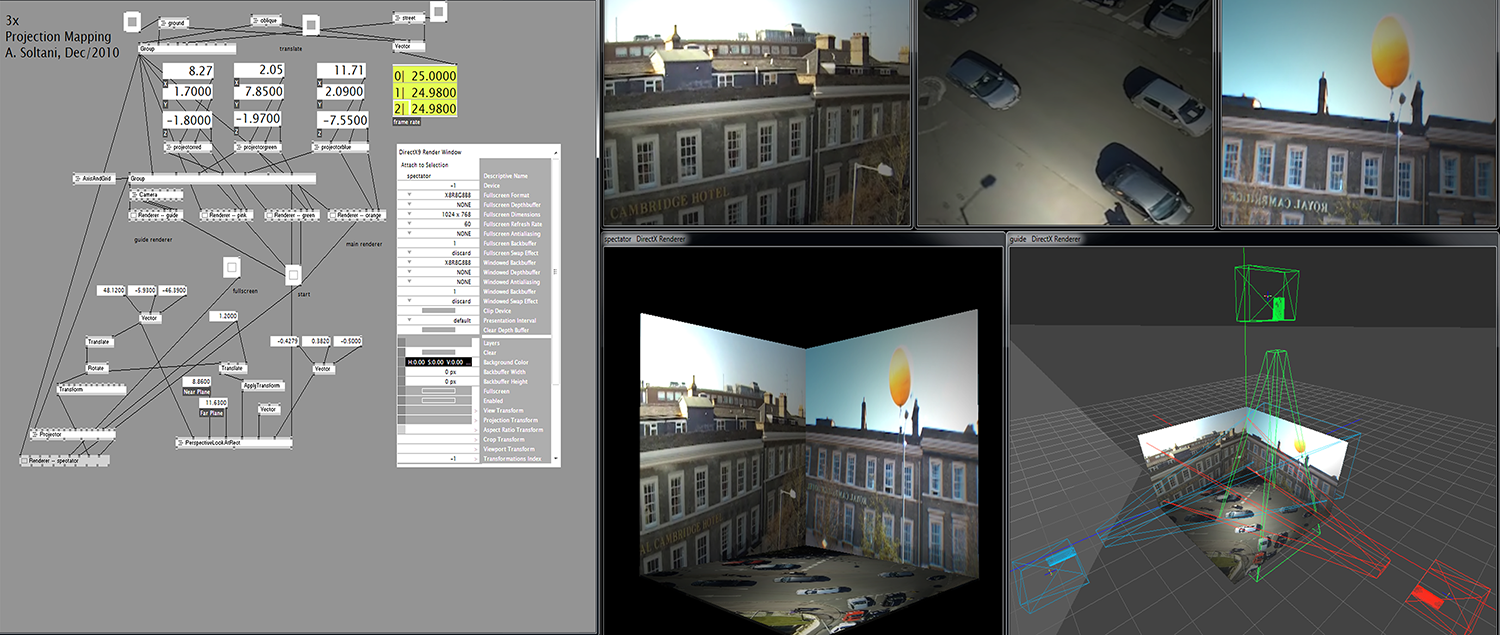 3x
Projection Mapping
A. Soltani, Dec/2010
ground
oblique
street
translate
Group
Vector
8.27
2.05
11.71
X
X
X
1.7000
7.8500
2.0900
Y
Y
Y
-1.8000
-1.9700
-7.5500
Z
Z
Z
projectorred
projectorgreen
projectorblue
0| 25.0000
1| 24.9800
2| 24.9800
frame rate
AxisAndGrid
Group
Camera
Renderer - guide
Renderer - pink
Renderer - green
Renderer - orange
guide renderer
main renderer
fullscreen
start
48.1200
-5.9300
-46.3900
Vector
1.2000
-0.4279
0.3820
-0.5000
Translate
Rotate
Transform
Translate
Vector
8.8600
Near Plane
ApplyTransform
11.6300
Far Plane
Vector
Projector
PerspectiveLookAtRect
Renderer - spectator
DirectX9 Render Window
Attach to Selection
spectator
Descriptive Name
-1 Device
X8R8G8B8 Fullscreen Format
NONE Fullscreen Depthbuffer
1024 x 768 Fullscreen Dimensions
60 Fullscreen Refresh Rate
NONE Fullscreen Antialiasing
1 Fullscreen Backbuffer
discard Fullscreen Swap Effect
X8R8G8B8 Windowed Backbuffer
NONE Windowed Depthbuffer
NONE Windowed Antialiasing
1 Windowed Backbuffer
discard Windowed Swap Effect
Clip Device
default Presentation Interval
Clear Depth Buffer
Layers
Clear
H:0.00 S:0.00 V:0.00 ... Background Color
0 px Backbuffer Width
0 px Backbuffer Height
Fullscreen
Enabled
View Transform
Projection Transform
Aspect Ratio Transform
Crop Transform
Viewport Transform
-1 Transformations Index
CAMBRIDGE HOTEL
ROYAL CAMBRIDGE
spectator DirectX Renderer
guide DirectX Renderer
AL CAMBRIDGE HOTEL
ROYAL CAMBRIDGE